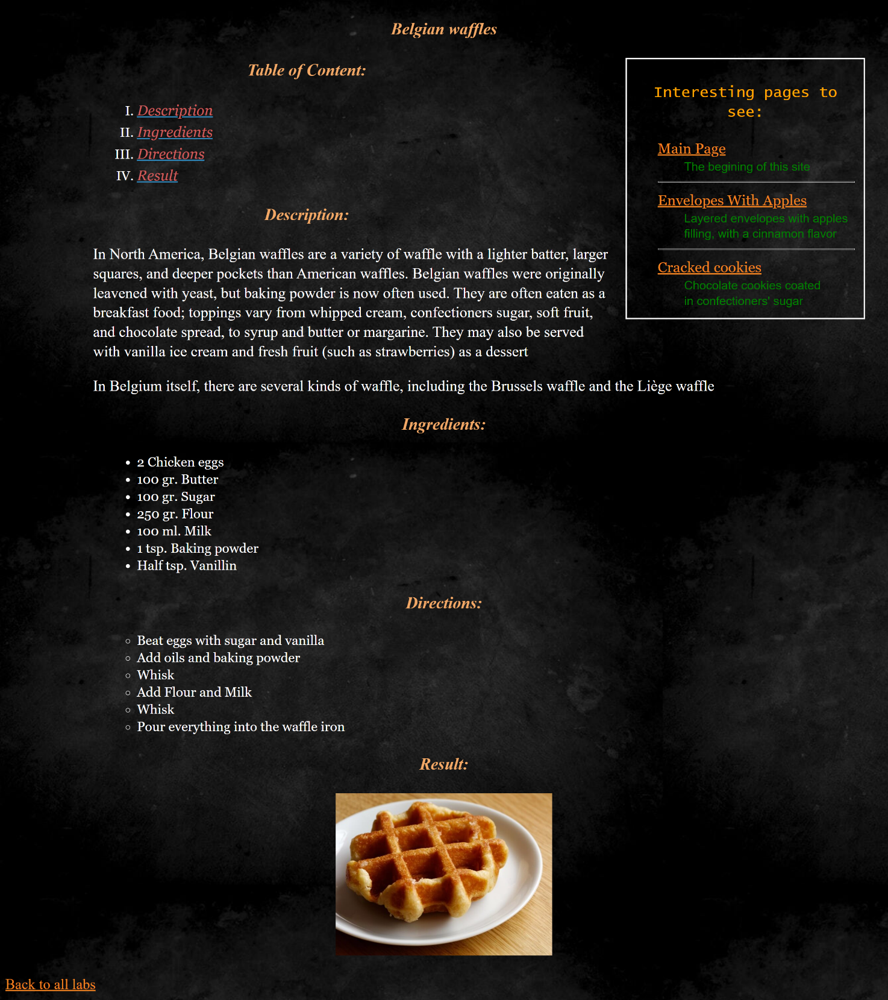 Belgian waffles
Table of Content:
I. Description
II. Ingredients
III. Directions
IV. Result
Interesting pages to
see:
Main Page
The begining of this site
Envelopes With Apples
Layered envelopes with apples
filling, with a cinnamon flavor
Cracked cookies
Chocolate cookies coated
in confectioners' sugar
Description:
In North America, Belgian waffles are a variety of waffle with a lighter batter, larger
squares, and deeper pockets than American waffles. Belgian waffles were originally
leavened with yeast, but baking powder is now often used. They are often eaten as a
breakfast food; toppings vary from whipped cream, confectioners sugar, soft fruit,
and chocolate spread, to syrup and butter or margarine. They may also be served
with vanilla ice cream and fresh fruit (such as strawberries) as a dessert
In Belgium itself, there are several kinds of waffle, including the Brussels waffle and the Liège waffle
Ingredients:
• 2 Chicken eggs
• 100 gr. Butter
• 100 gr. Sugar
• 250 gr. Flour
• 100 ml. Milk
• 1 tsp. Baking powder
• Half tsp. Vanillin
Directions:
◦ Beat eggs with sugar and vanilla
◦ Add oils and baking powder
◦ Whisk
◦ Add Flour and Milk
◦ Whisk
◦ Pour everything into the waffle iron
Result:
Back to all labs